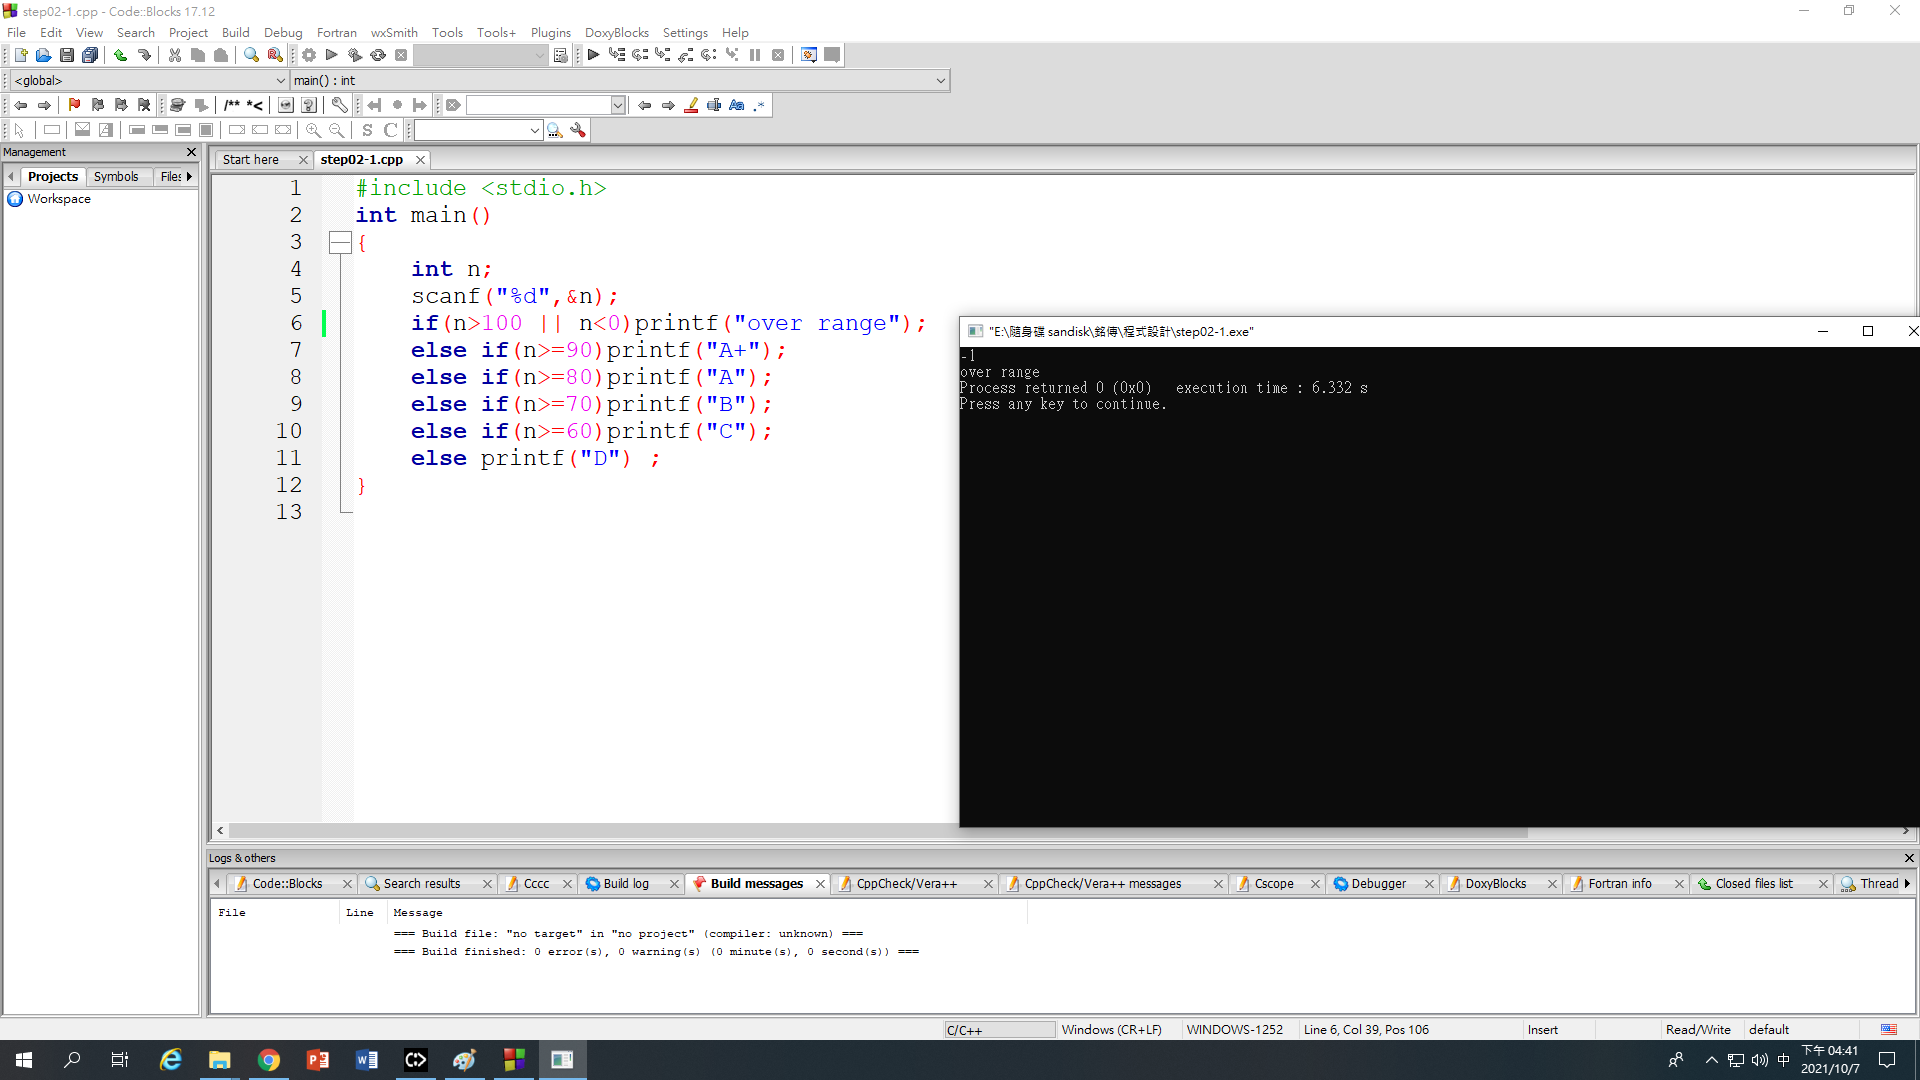 step02-1.cpp - Code::Blocks 17.12
File Edit View Search Project Build Debug Fortran wxSmith Tools Tools+ Plugins DoxyBlocks Settings Help
<global> main() : int
/** *<
Aa .*
S C
Management
Projects Symbols Files
Workspace
Start here step02-1.cpp
1 #include <stdio.h>
2 int main()
3 {
4 int n;
5 scanf("%d",&n);
6 if(n>100 || n<0)printf("over range");
7 else if(n>=90)printf("A+");
8 else if(n>=80)printf("A");
9 else if(n>=70)printf("B");
10 else if(n>=60)printf("C");
11 else printf("D") ;
12 }
13
"E:\隨身碟 sandisk\銘傳\程式設計\step02-1.exe"
-1
over range
Process returned 0 (0x0)   execution time : 6.332 s
Press any key to continue.
Logs & others
Code::Blocks Search results Cccc Build log Build messages CppCheck/Vera++ CppCheck/Vera++ messages Cscope Debugger DoxyBlocks Fortran info Closed files list Thread
File Line Message
=== Build file: "no target" in "no project" (compiler: unknown) ===
=== Build finished: 0 error(s), 0 warning(s) (0 minute(s), 0 second(s)) ===
C/C++ Windows (CR+LF) WINDOWS-1252 Line 6, Col 39, Pos 106 Insert Read/Write default
中 下午 04:41
2021/10/7